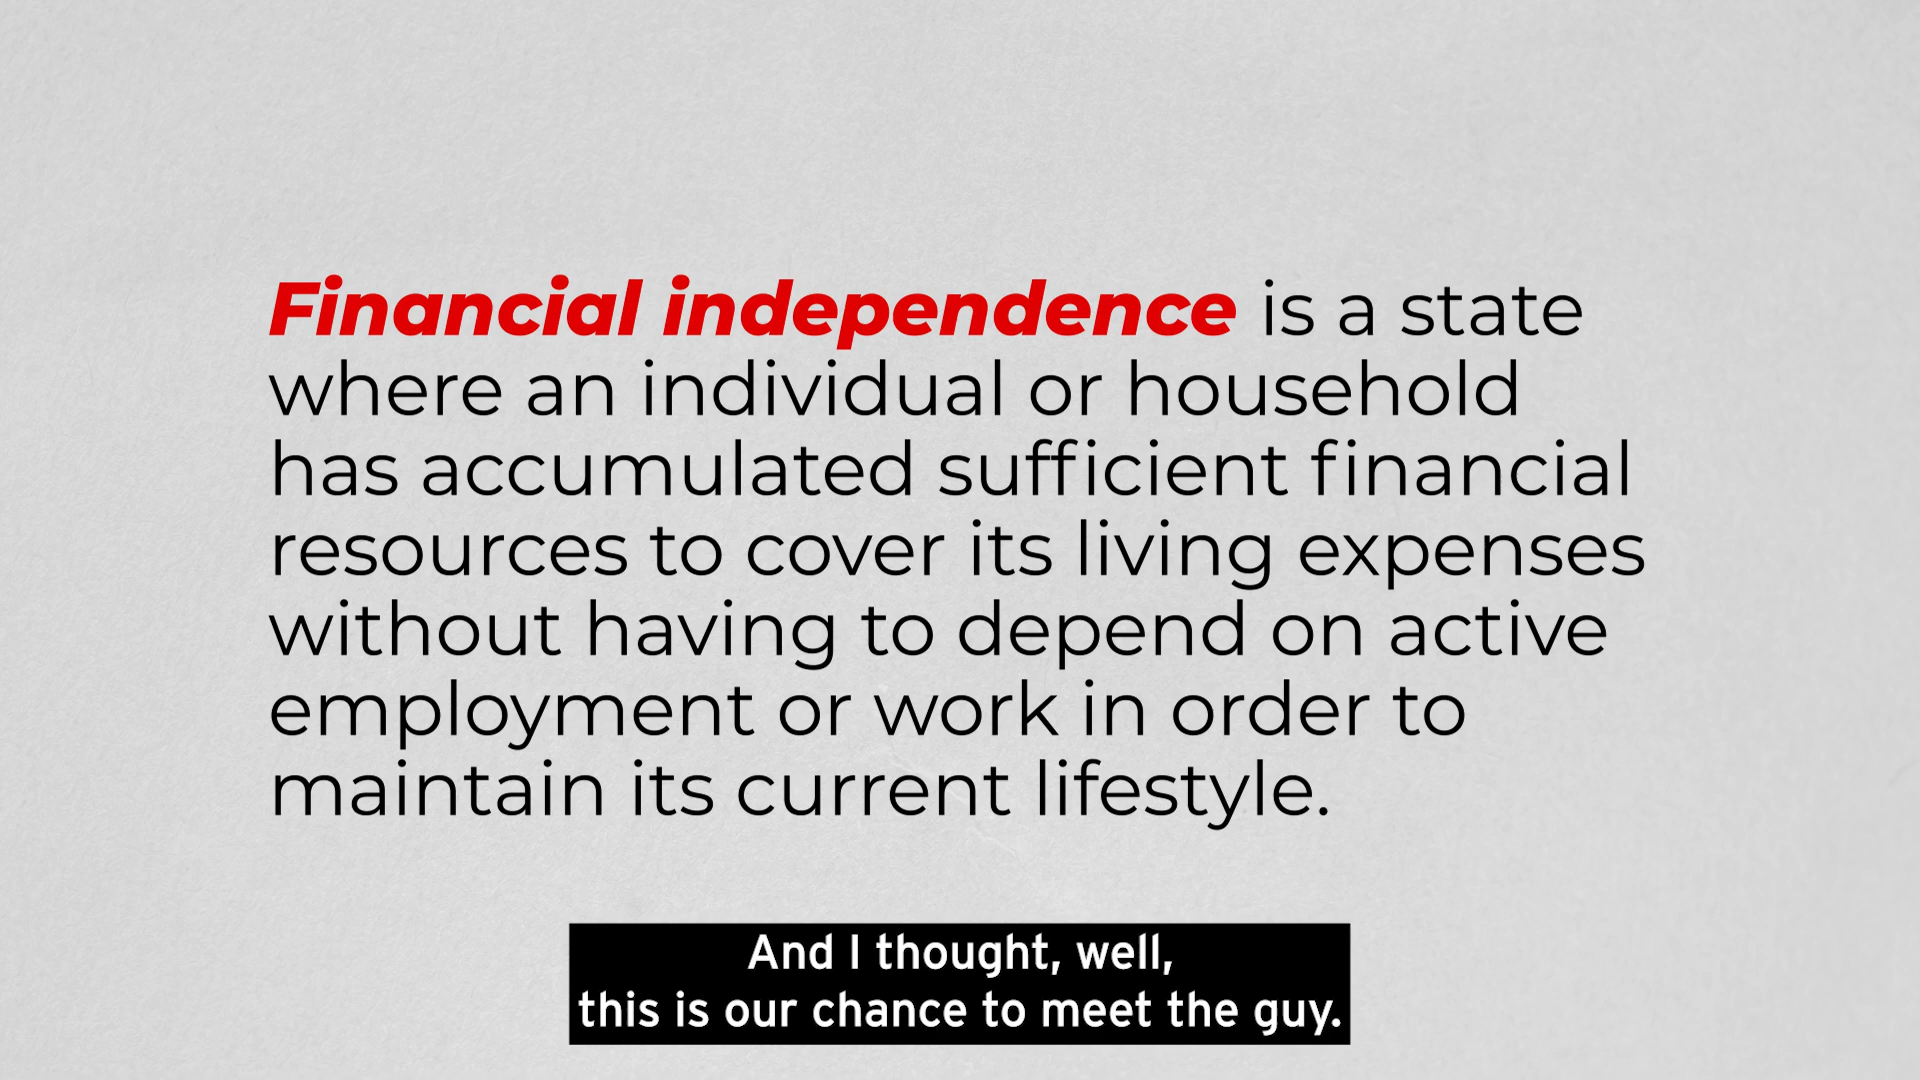 Financial independence is a state
where an individual or household
has accumulated sufficient financial
resources to cover its living expenses
without having to depend on active
employment or work in order to
maintain its current lifestyle.
And I thought, well,
this is our chance to meet the guy.